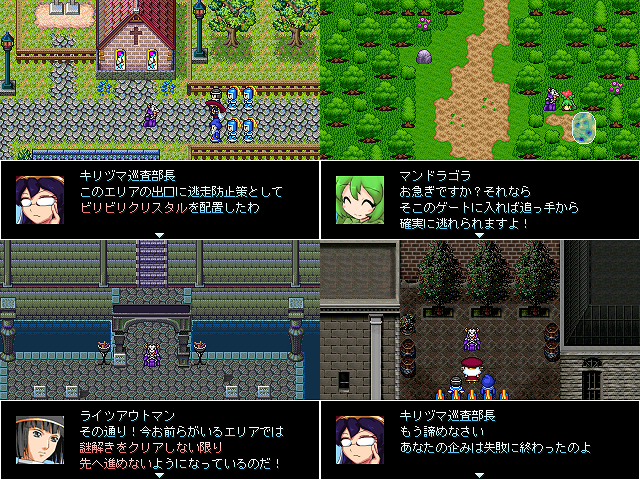 キリヅマ巡査部長
このエリアの出口に逃走防止策として
ビリビリクリスタルを配置したわ
マンドラゴラ
お急ぎですか？それなら
そこのゲートに入れば追っ手から
確実に逃れられますよ！
ライツアウトマン
その通り！今お前らがいるエリアでは
謎解きをクリアしない限り
先へ進めないようになっているのだ！
キリヅマ巡査部長
もう諦めなさい
あなたの企みは失敗に終わったのよ